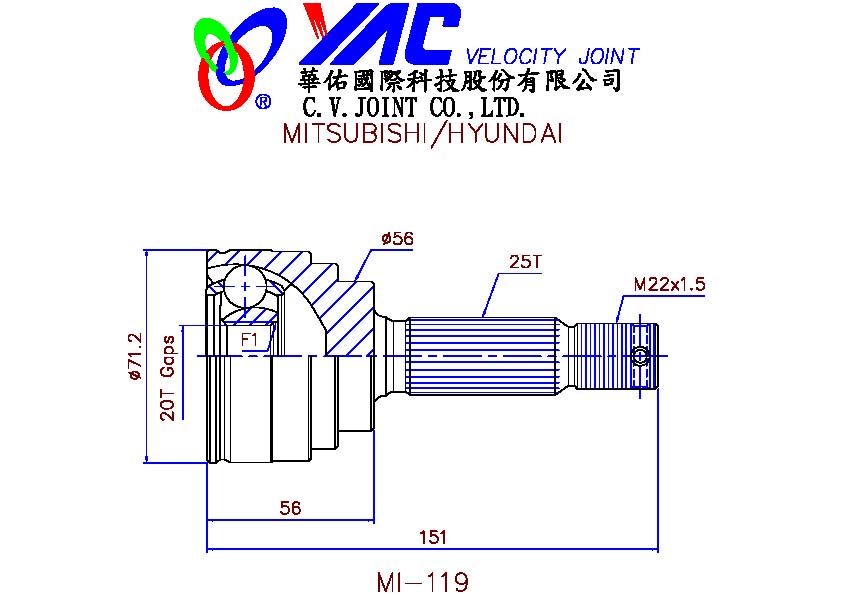 YAC VELOCITY JOINT
®
華佑國際科技股份有限公司
C.V.JOINT CO.,LTD.
MITSUBISHI/HYUNDAI
ø56
25T
M22x1.5
ø71.2
20T Gaps
F1
56
151
MI-119